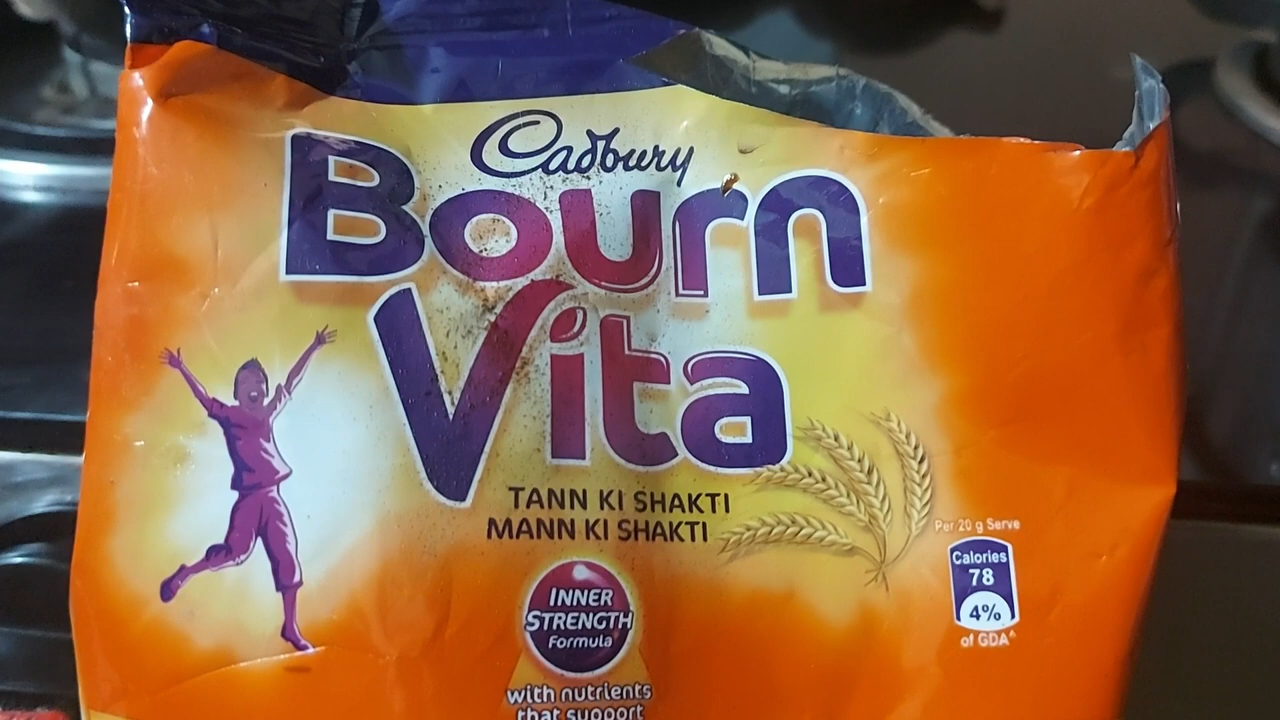 Cadbury
Bourn
Vita
TANN KI SHAKTI
MANN KI SHAKTI
Per 20 g Serve
Calories
78
4%
of GDA^
INNER
STRENGTH
Formula
with nutrients
that support